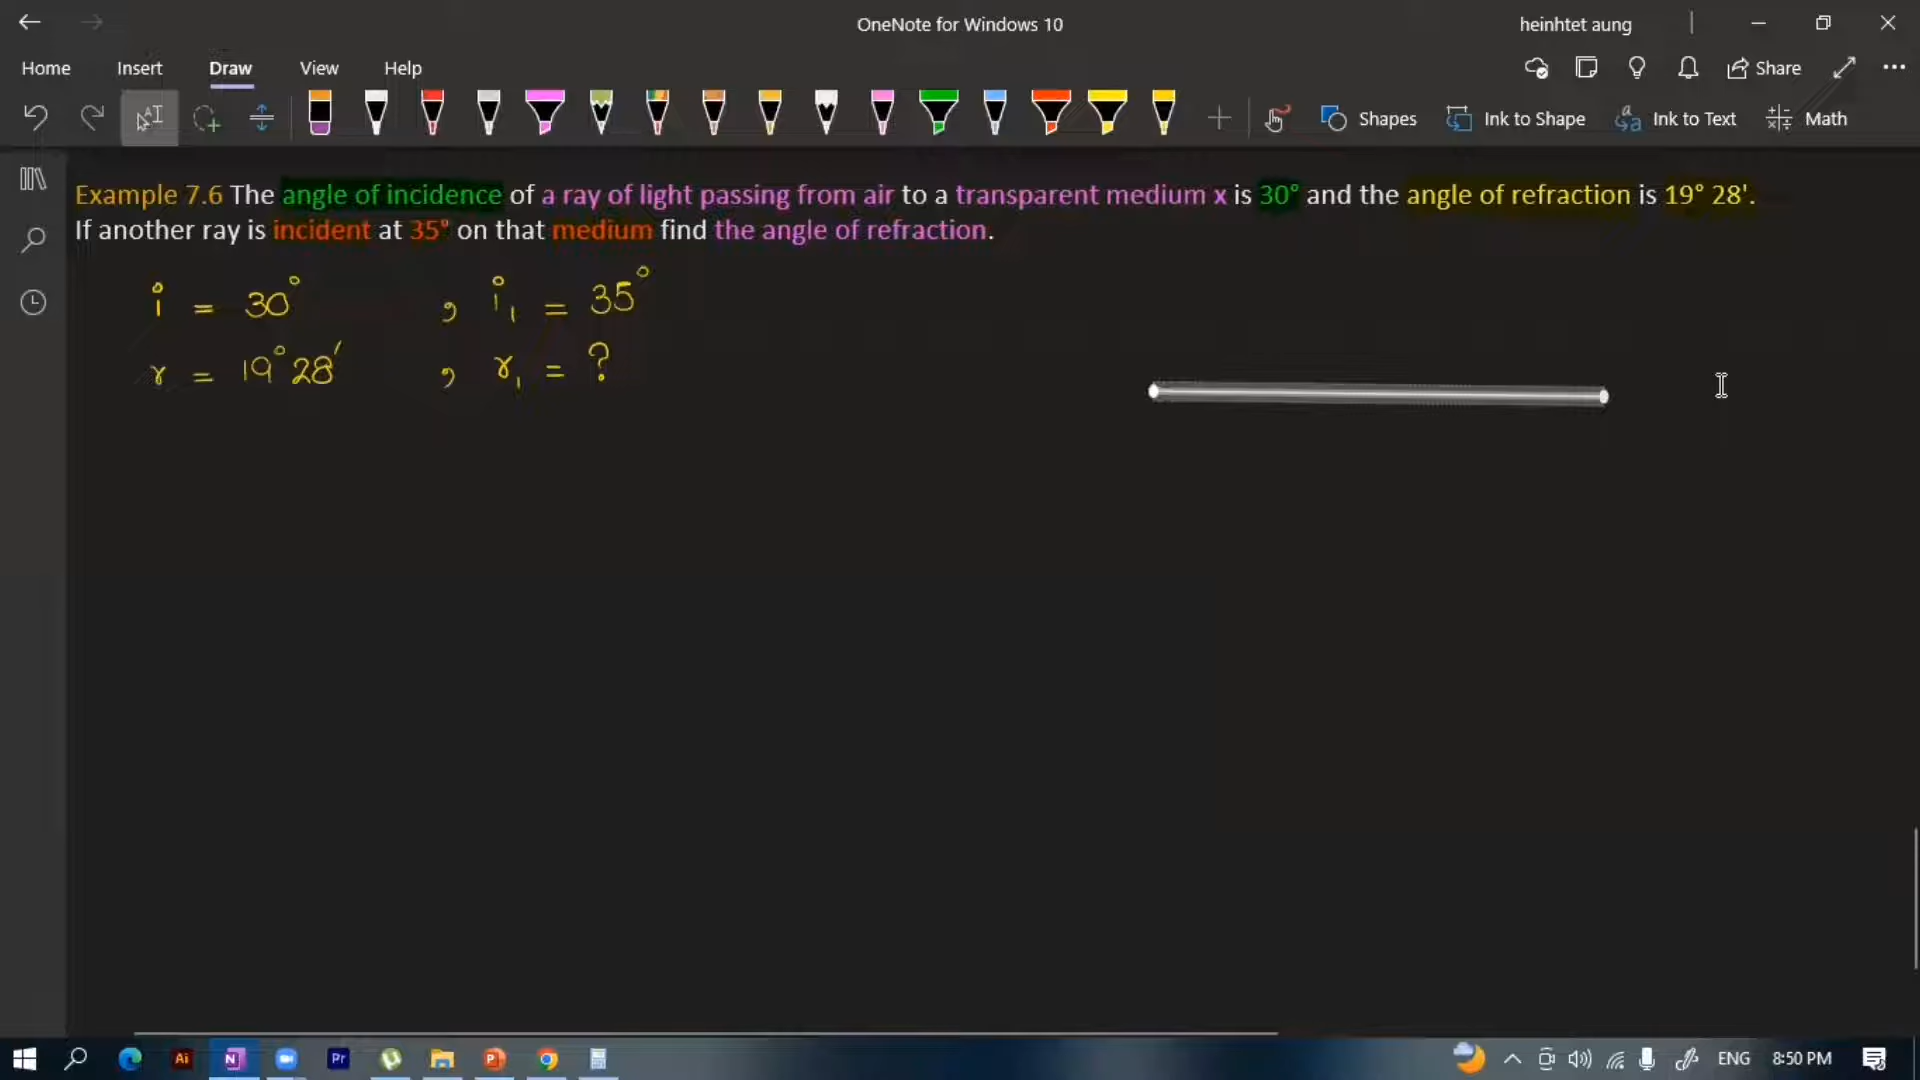 OneNote for Windows 10
heinhtet aung
Home Insert Draw View Help
Share
Shapes Ink to Shape Ink to Text Math
Example 7.6 The angle of incidence of a ray of light passing from air to a transparent medium x is 30° and the angle of refraction is 19° 28'.
If another ray is incident at 35° on that medium find the angle of refraction.
i = 30° , i₁ = 35°
r = 19° 28' , r₁ = ?
ENG 8:50 PM